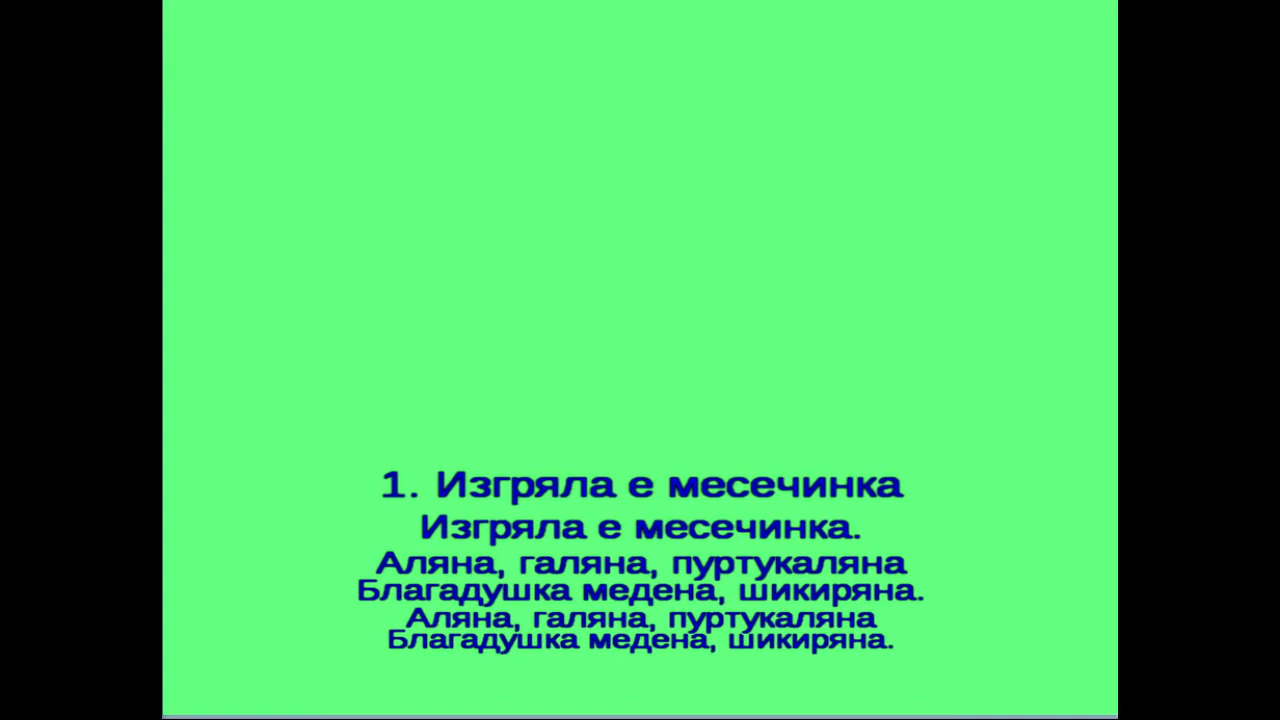 1. Изгряла е месечинка
Изгряла е месечинка.
Аляна, галяна, пуртукаляна
Благадушка медена, шикиряна.
Аляна, галяна, пуртукаляна
Благадушка медена, шикиряна.